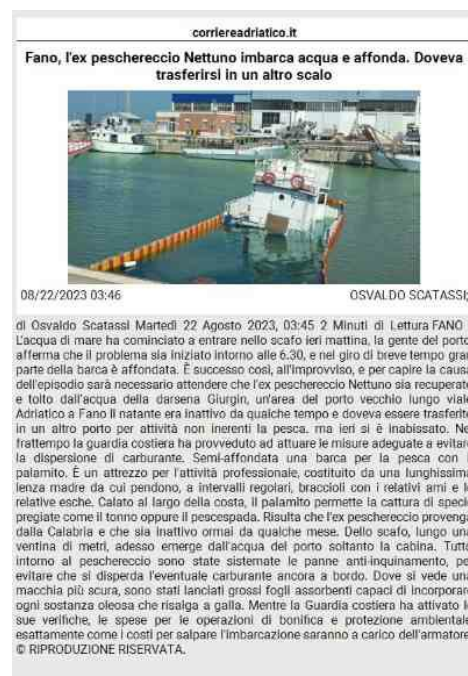 corriereadriatico.it
Fano, l'ex peschereccio Nettuno imbarca acqua e affonda. Doveva
trasferirsi in un altro scalo
08/22/2023 03:46 OSVALDO SCATASSI;
di Osvaldo Scatassi Martedì 22 Agosto 2023, 03:45 2 Minuti di Lettura FANO
L'acqua di mare ha cominciato a entrare nello scafo ieri mattina, la gente del porto
afferma che il problema sia iniziato intorno alle 6.30, e nel giro di breve tempo gran
parte della barca è affondata. È successo così, all'improvviso, e per capire la causa
dell'episodio sarà necessario attendere che l'ex peschereccio Nettuno sia recuperato
e tolto dall'acqua della darsena Giurgin, un'area del porto vecchio lungo viale
Adriatico a Fano Il natante era inattivo da qualche tempo e doveva essere trasferito
in un altro porto per attività non inerenti la pesca. ma ieri si è inabissato. Nel
frattempo la guardia costiera ha provveduto ad attuare le misure adeguate a evitare
la dispersione di carburante. Semi-affondata una barca per la pesca con i
palamito. È un attrezzo per l'attività professionale, costituito da una lunghissima
lenza madre da cui pendono, a intervalli regolari, braccioli con i relativi ami e le
relative esche. Calato al largo della costa, il palamito permette la cattura di specie
pregiate come il tonno oppure il pescespada. Risulta che l'ex peschereccio provenga
dalla Calabria e che sia inattivo ormai da qualche mese. Dello scafo, lungo una
ventina di metri, adesso emerge dall'acqua del porto soltanto la cabina. Tutto
intorno al peschereccio sono state sistemate le panne anti-inquinamento, per
evitare che si disperda l'eventuale carburante ancora a bordo. Dove si vede una
macchia più scura, sono stati lanciati grossi fogli assorbenti capaci di incorporare
ogni sostanza oleosa che risalga a galla. Mentre la Guardia costiera ha attivato le
sue verifiche, le spese per le operazioni di bonifica e protezione ambientale
esattamente come i costi per salpare l'imbarcazione saranno a carico dell'armatore
© RIPRODUZIONE RISERVATA.